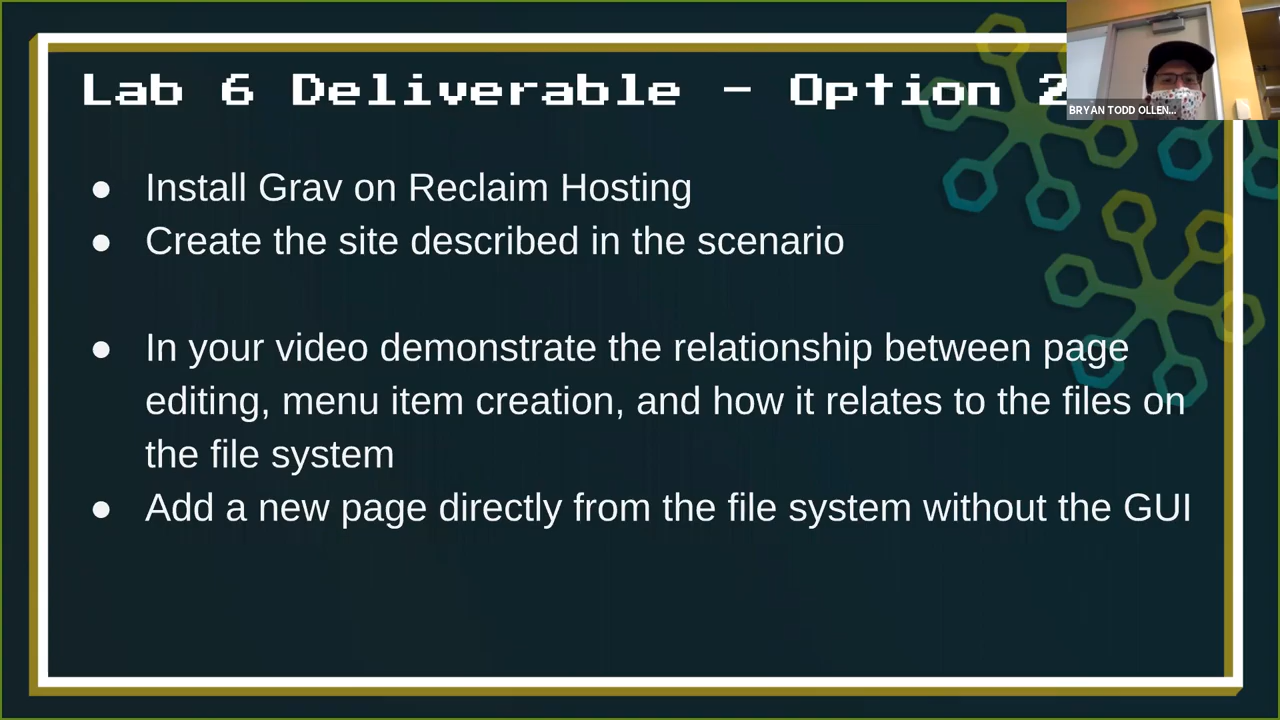 Lab 6 Deliverable - Option 2
BRYAN TODD OLLEN...
● Install Grav on Reclaim Hosting
● Create the site described in the scenario
● In your video demonstrate the relationship between page
editing, menu item creation, and how it relates to the files on
the file system
● Add a new page directly from the file system without the GUI